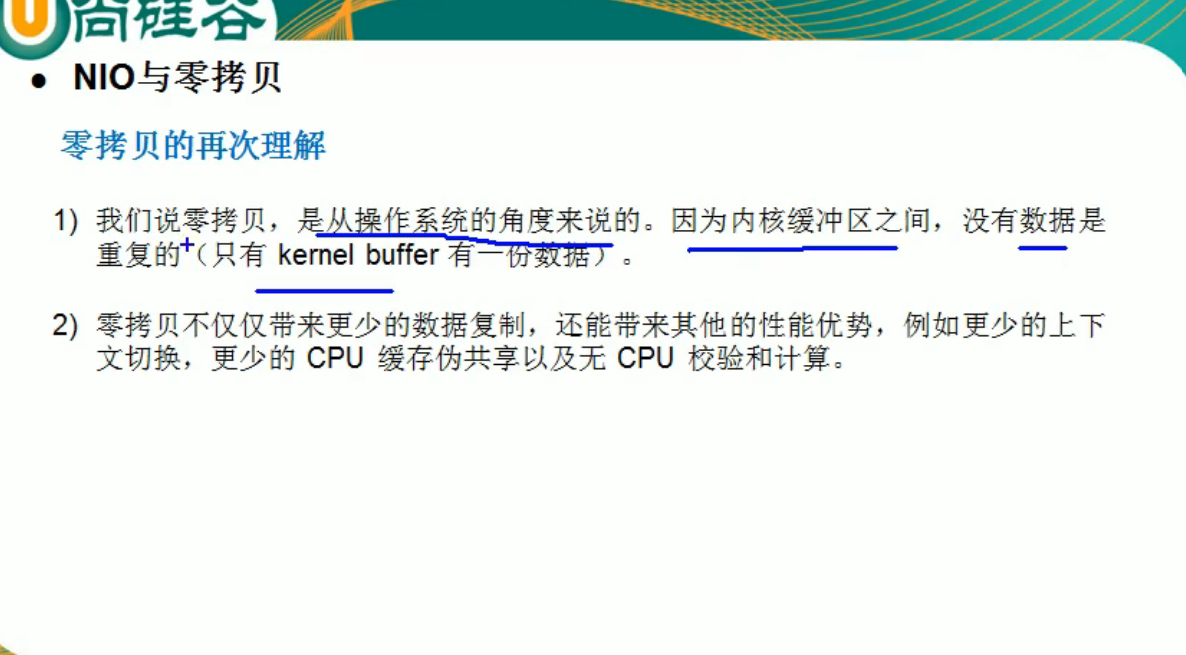 尚硅谷
• NIO与零拷贝
零拷贝的再次理解
1) 我们说零拷贝，是从操作系统的角度来说的。因为内核缓冲区之间，没有数据是
重复的（只有 kernel buffer 有一份数据）。
2) 零拷贝不仅仅带来更少的数据复制，还能带来其他的性能优势，例如更少的上下
文切换，更少的 CPU 缓存伪共享以及无 CPU 校验和计算。